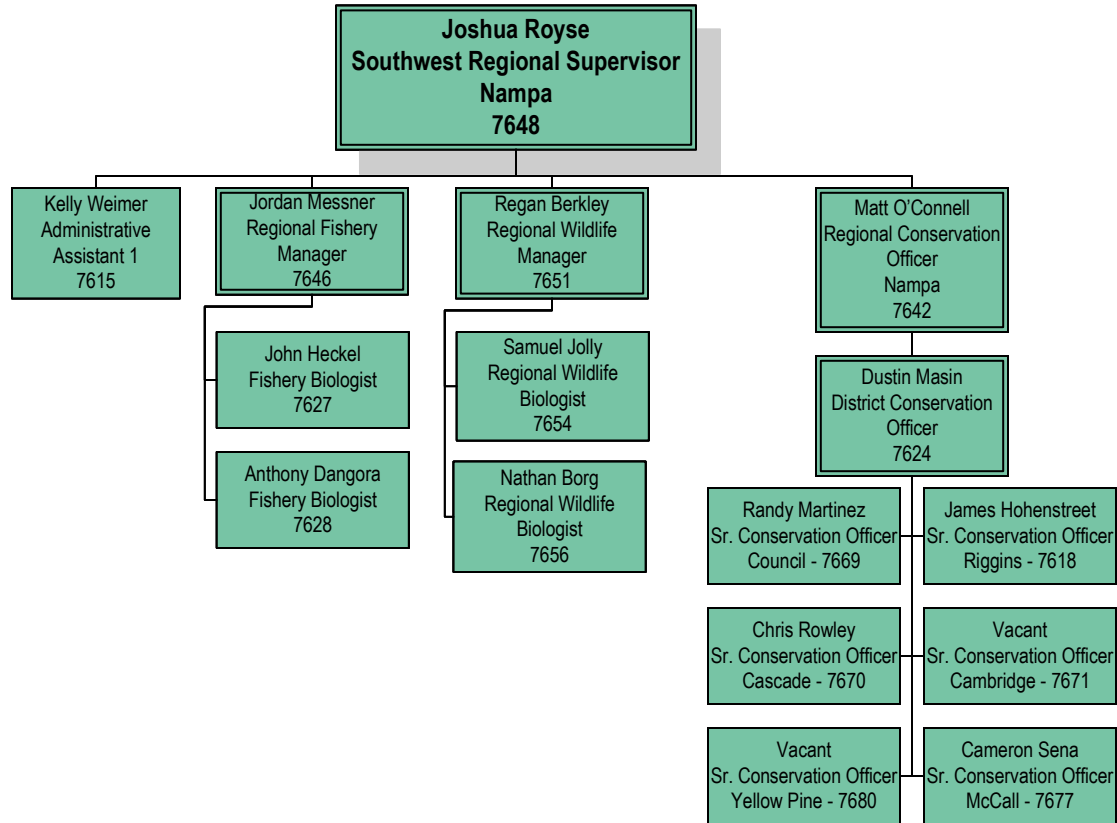 Joshua Royse
Southwest Regional Supervisor
Nampa
7648
Kelly Weimer
Administrative
Assistant 1
7615
Jordan Messner
Regional Fishery
Manager
7646
Regan Berkley
Regional Wildlife
Manager
7651
Matt O’Connell
Regional Conservation
Officer
Nampa
7642
John Heckel
Fishery Biologist
7627
Anthony Dangora
Fishery Biologist
7628
Samuel Jolly
Regional Wildlife
Biologist
7654
Nathan Borg
Regional Wildlife
Biologist
7656
Dustin Masin
District Conservation
Officer
7624
Randy Martinez
Sr. Conservation Officer
Council - 7669
James Hohenstreet
Sr. Conservation Officer
Riggins - 7618
Chris Rowley
Sr. Conservation Officer
Cascade - 7670
Vacant
Sr. Conservation Officer
Cambridge - 7671
Vacant
Sr. Conservation Officer
Yellow Pine - 7680
Cameron Sena
Sr. Conservation Officer
McCall - 7677